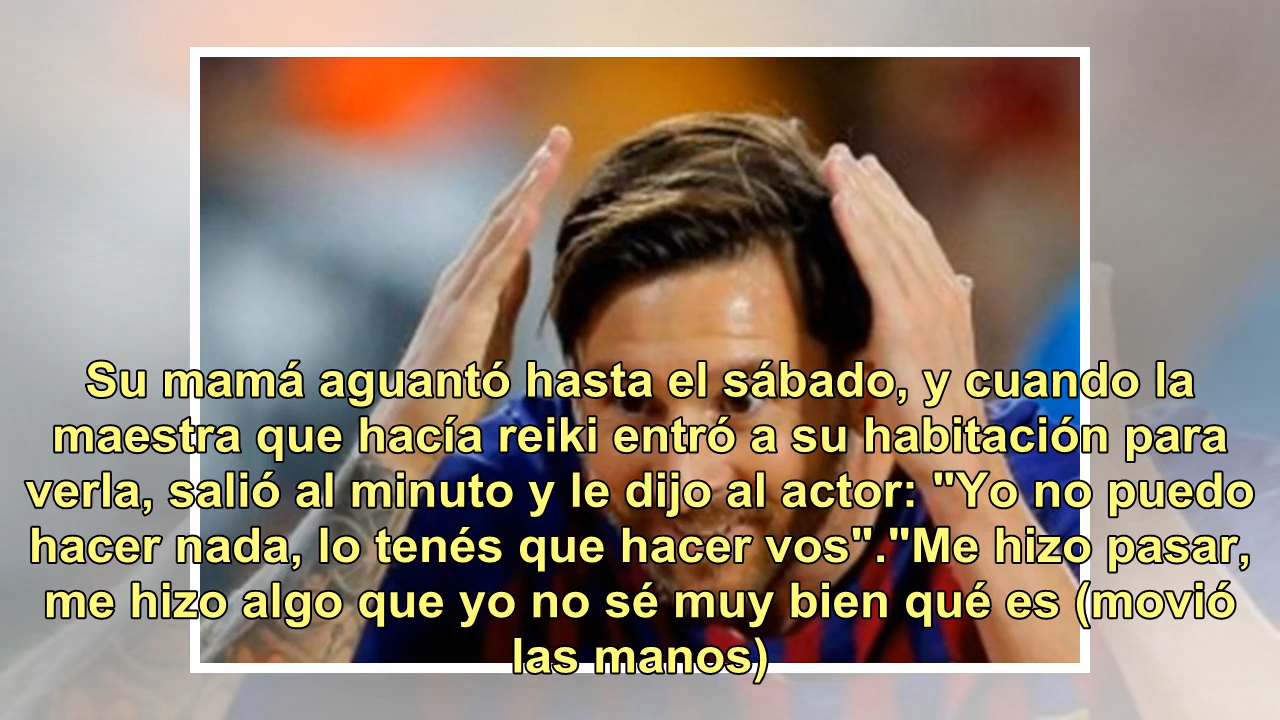 Su mamá aguantó hasta el sábado, y cuando la
maestra que hacía reiki entró a su habitación para
verla, salió al minuto y le dijo al actor: "Yo no puedo
hacer nada, lo tenés que hacer vos"."Me hizo pasar,
me hizo algo que yo no sé muy bien qué es (movió
las manos)